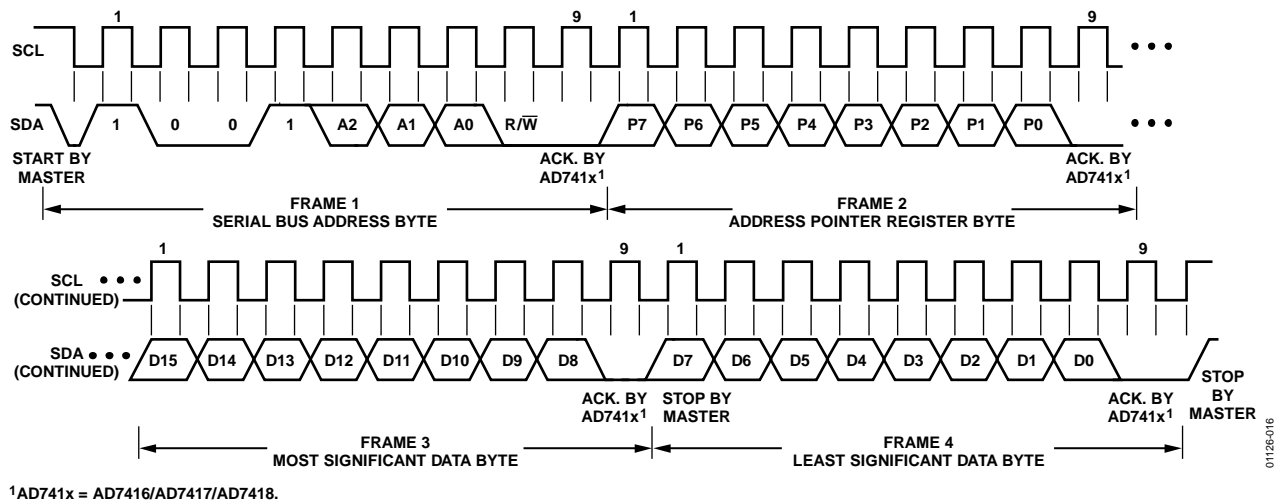 1 9 1 9
SCL
SDA 1 0 0 1 A2 A1 A0 R/W̅ P7 P6 P5 P4 P3 P2 P1 P0
START BY MASTER
ACK. BY AD741x1
ACK. BY AD741x1
FRAME 1
SERIAL BUS ADDRESS BYTE
FRAME 2
ADDRESS POINTER REGISTER BYTE
1 9 1 9
SCL
(CONTINUED)
SDA
(CONTINUED)
D15 D14 D13 D12 D11 D10 D9 D8 D7 D6 D5 D4 D3 D2 D1 D0
ACK. BY
AD741x1
STOP BY
MASTER
ACK. BY
AD741x1
STOP
BY
MASTER
FRAME 3
MOST SIGNIFICANT DATA BYTE
FRAME 4
LEAST SIGNIFICANT DATA BYTE
01126-016
1AD741x = AD7416/AD7417/AD7418.